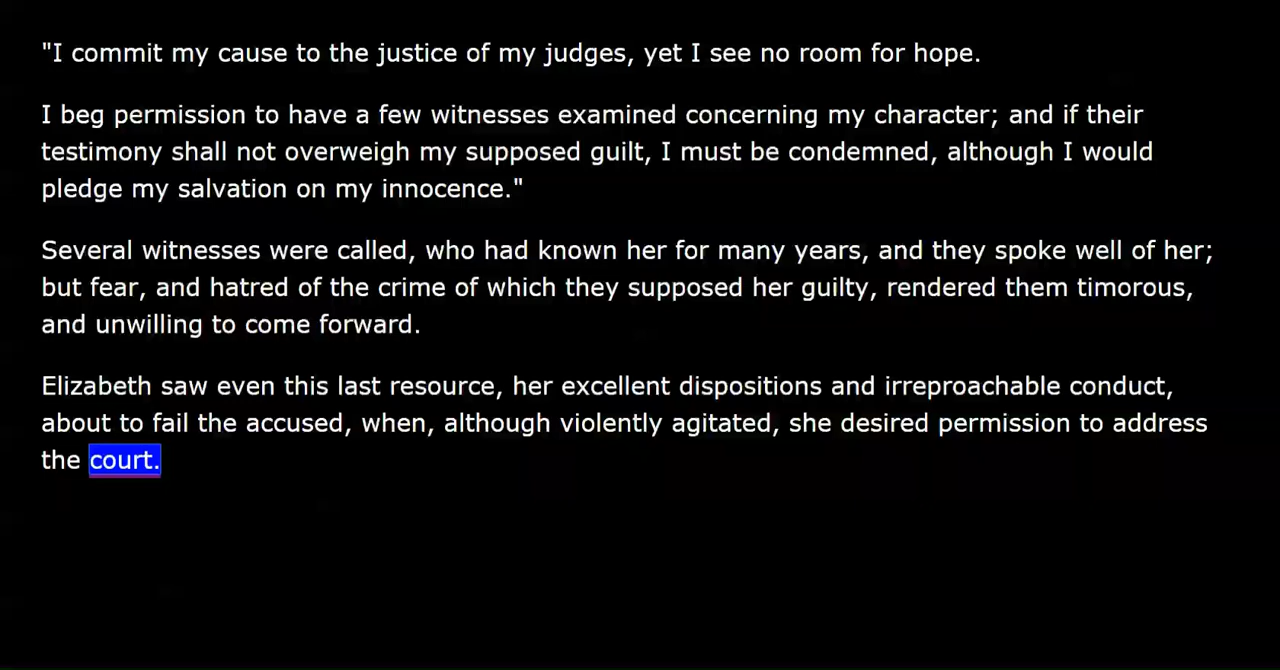 "I commit my cause to the justice of my judges, yet I see no room for hope.
I beg permission to have a few witnesses examined concerning my character; and if their
testimony shall not overweigh my supposed guilt, I must be condemned, although I would
pledge my salvation on my innocence."
Several witnesses were called, who had known her for many years, and they spoke well of her;
but fear, and hatred of the crime of which they supposed her guilty, rendered them timorous,
and unwilling to come forward.
Elizabeth saw even this last resource, her excellent dispositions and irreproachable conduct,
about to fail the accused, when, although violently agitated, she desired permission to address
the court.